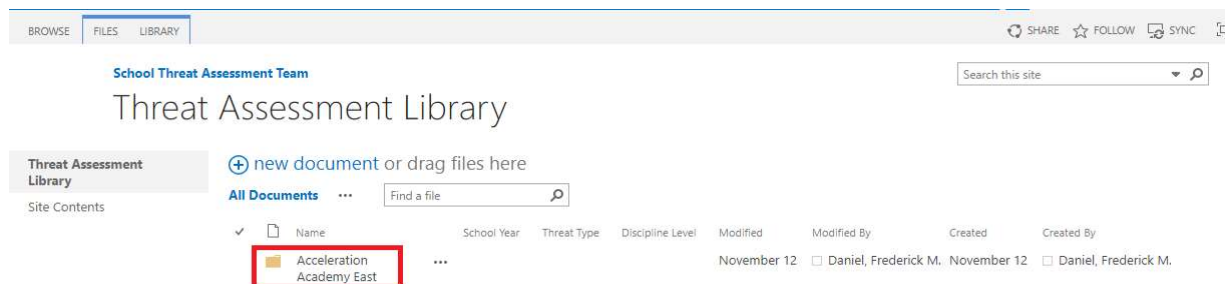 BROWSE FILES LIBRARY SHARE FOLLOW SYNC
School Threat Assessment Team Search this site
Threat Assessment Library
Threat Assessment
Library
Site Contents
new document or drag files here
All Documents ... Find a file
Name School Year Threat Type Discipline Level Modified Modified By Created Created By
Acceleration
Academy East
... November 12 Daniel, Frederick M. November 12 Daniel, Frederick M.